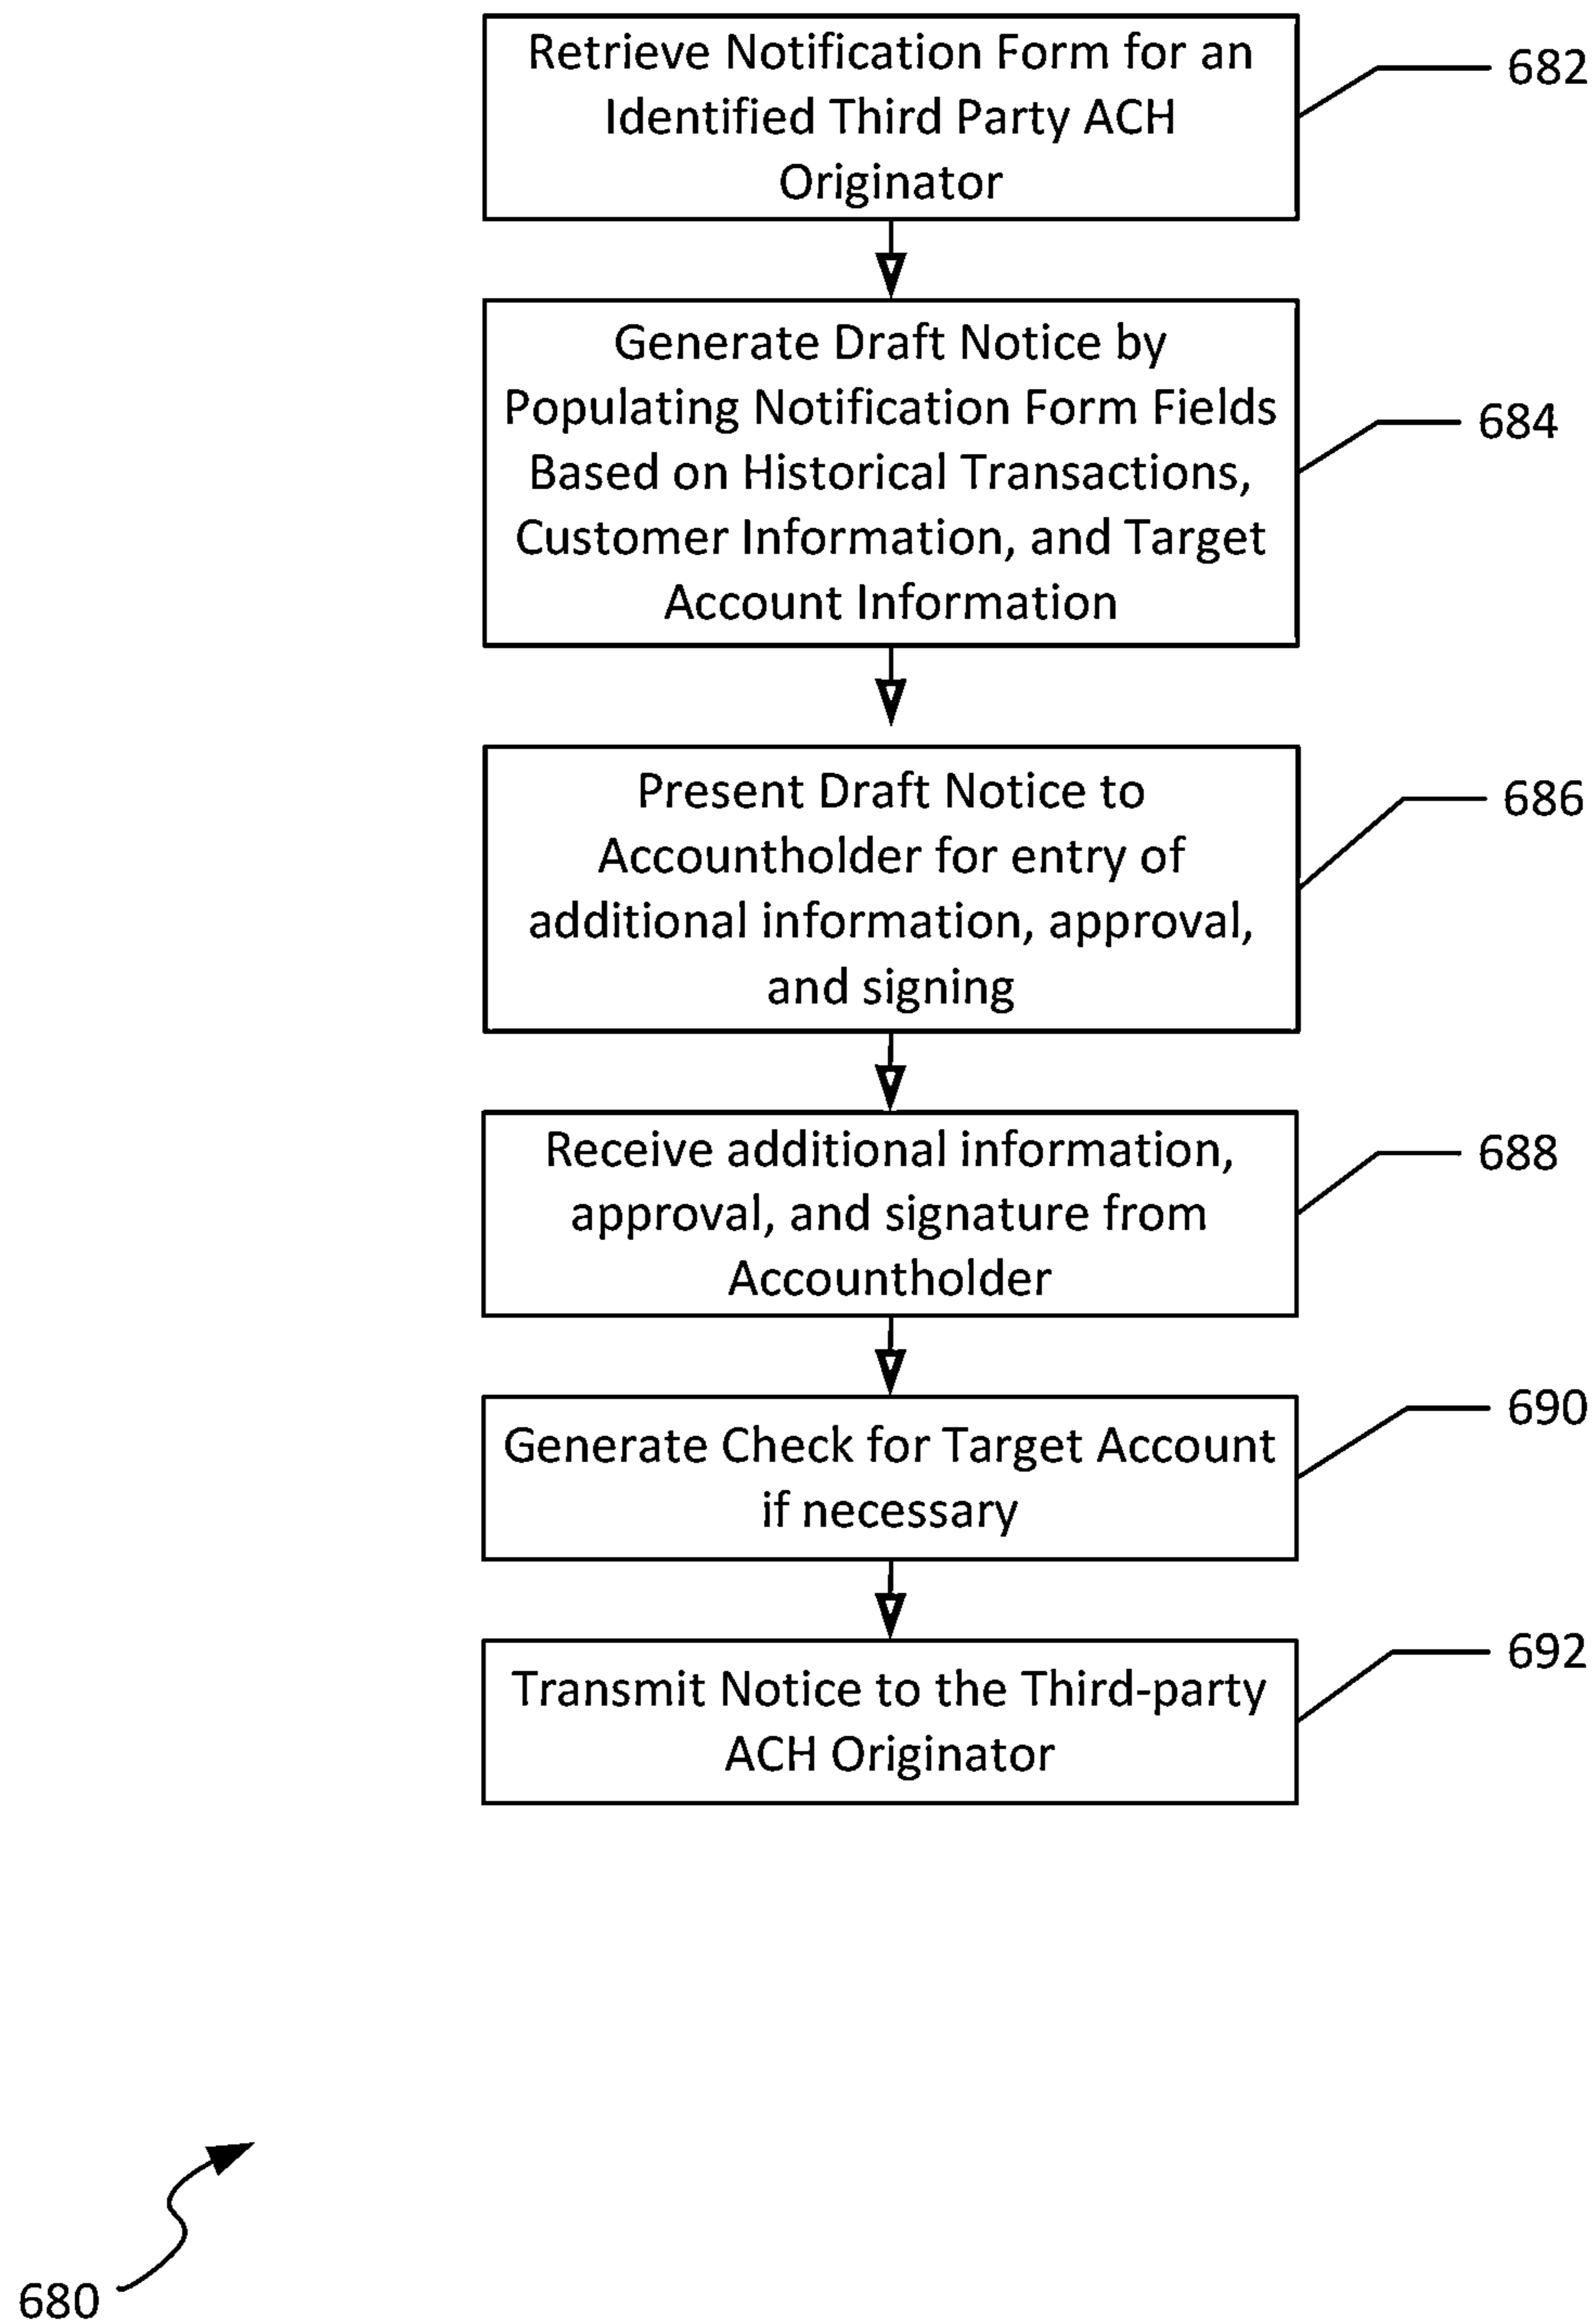 Retrieve Notification Form for an
Identified Third Party ACH
Originator
682
Generate Draft Notice by
Populating Notification Form Fields
Based on Historical Transactions,
Customer Information, and Target
Account Information
684
Present Draft Notice to
Accountholder for entry of
additional information, approval,
and signing
686
Receive additional information,
approval, and signature from
Accountholder
688
Generate Check for Target Account
if necessary
690
Transmit Notice to the Third-party
ACH Originator
692
680